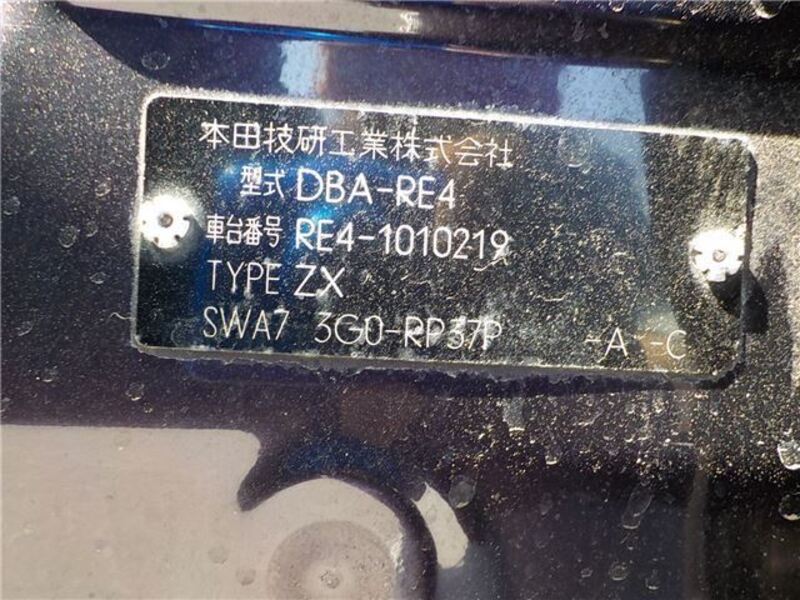 本田技研工業株式会社
型式 DBA-RE4
車台番号 RE4-1010219
TYPE ZX
SWA7 3G0-RP37P -A--C